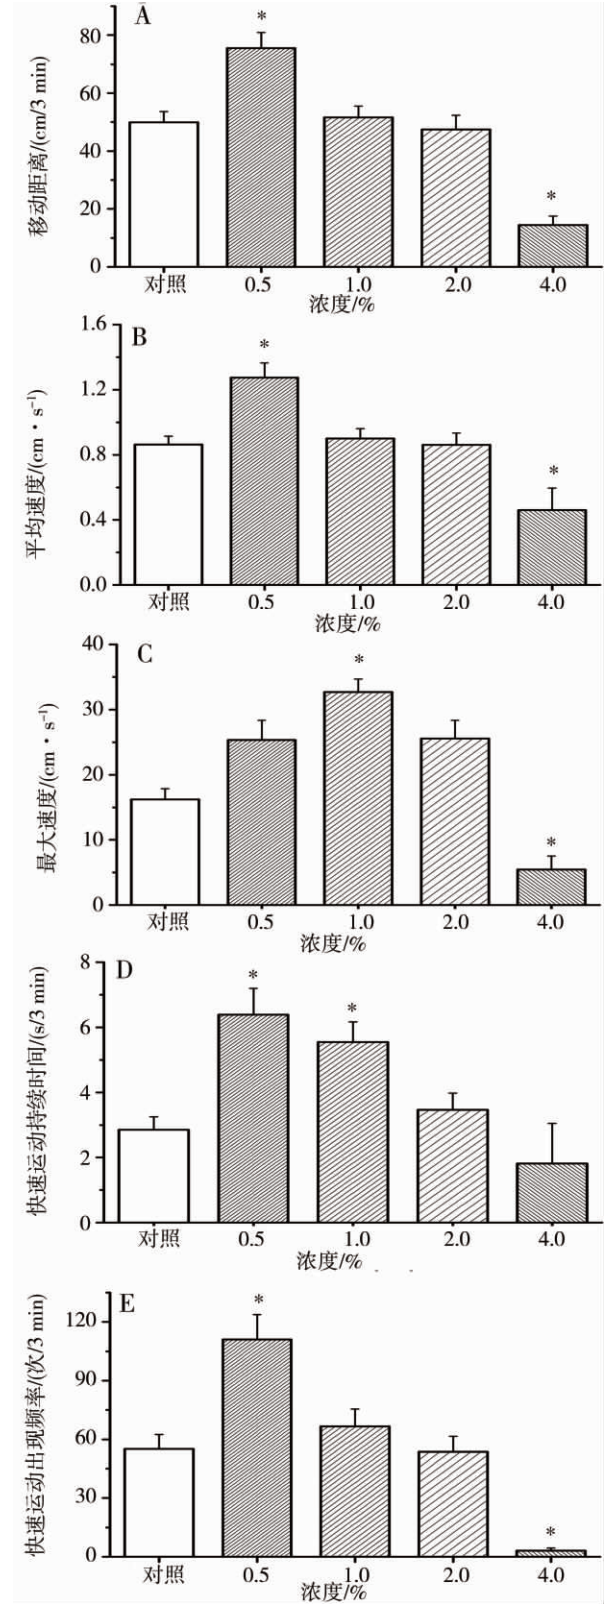 A
*
80
60
40
20
0
*
移动距离/(cm/3 min)
对照 0.5 1.0 2.0 4.0
浓度/%
B
1.6
1.2
0.8
0.4
0.0
*
*
平均速度/(cm·s⁻¹)
对照 0.5 1.0 2.0 4.0
浓度/%
C
40
30
20
10
0
*
*
最大速度/(cm·s⁻¹)
对照 0.5 1.0 2.0 4.0
浓度/%
D
8
6
4
2
0
*
*
快速运动持续时间/(s/3 min)
对照 0.5 1.0 2.0 4.0
浓度/%
E
120
90
60
30
0
*
*
快速运动出现频率/(次/3 min)
对照 0.5 1.0 2.0 4.0
浓度/%